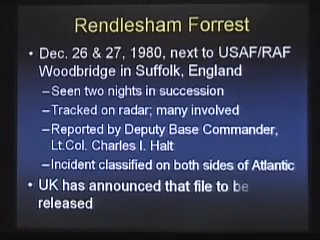 Rendlesham Forrest
• Dec. 26 & 27, 1980, next to USAF/RAF
Woodbridge in Suffolk, England
–Seen two nights in succession
–Tracked on radar; many involved
–Reported by Deputy Base Commander,
Lt.Col. Charles I. Halt
–Incident classified on both sides of Atlantic
• UK has announced that file to be
released